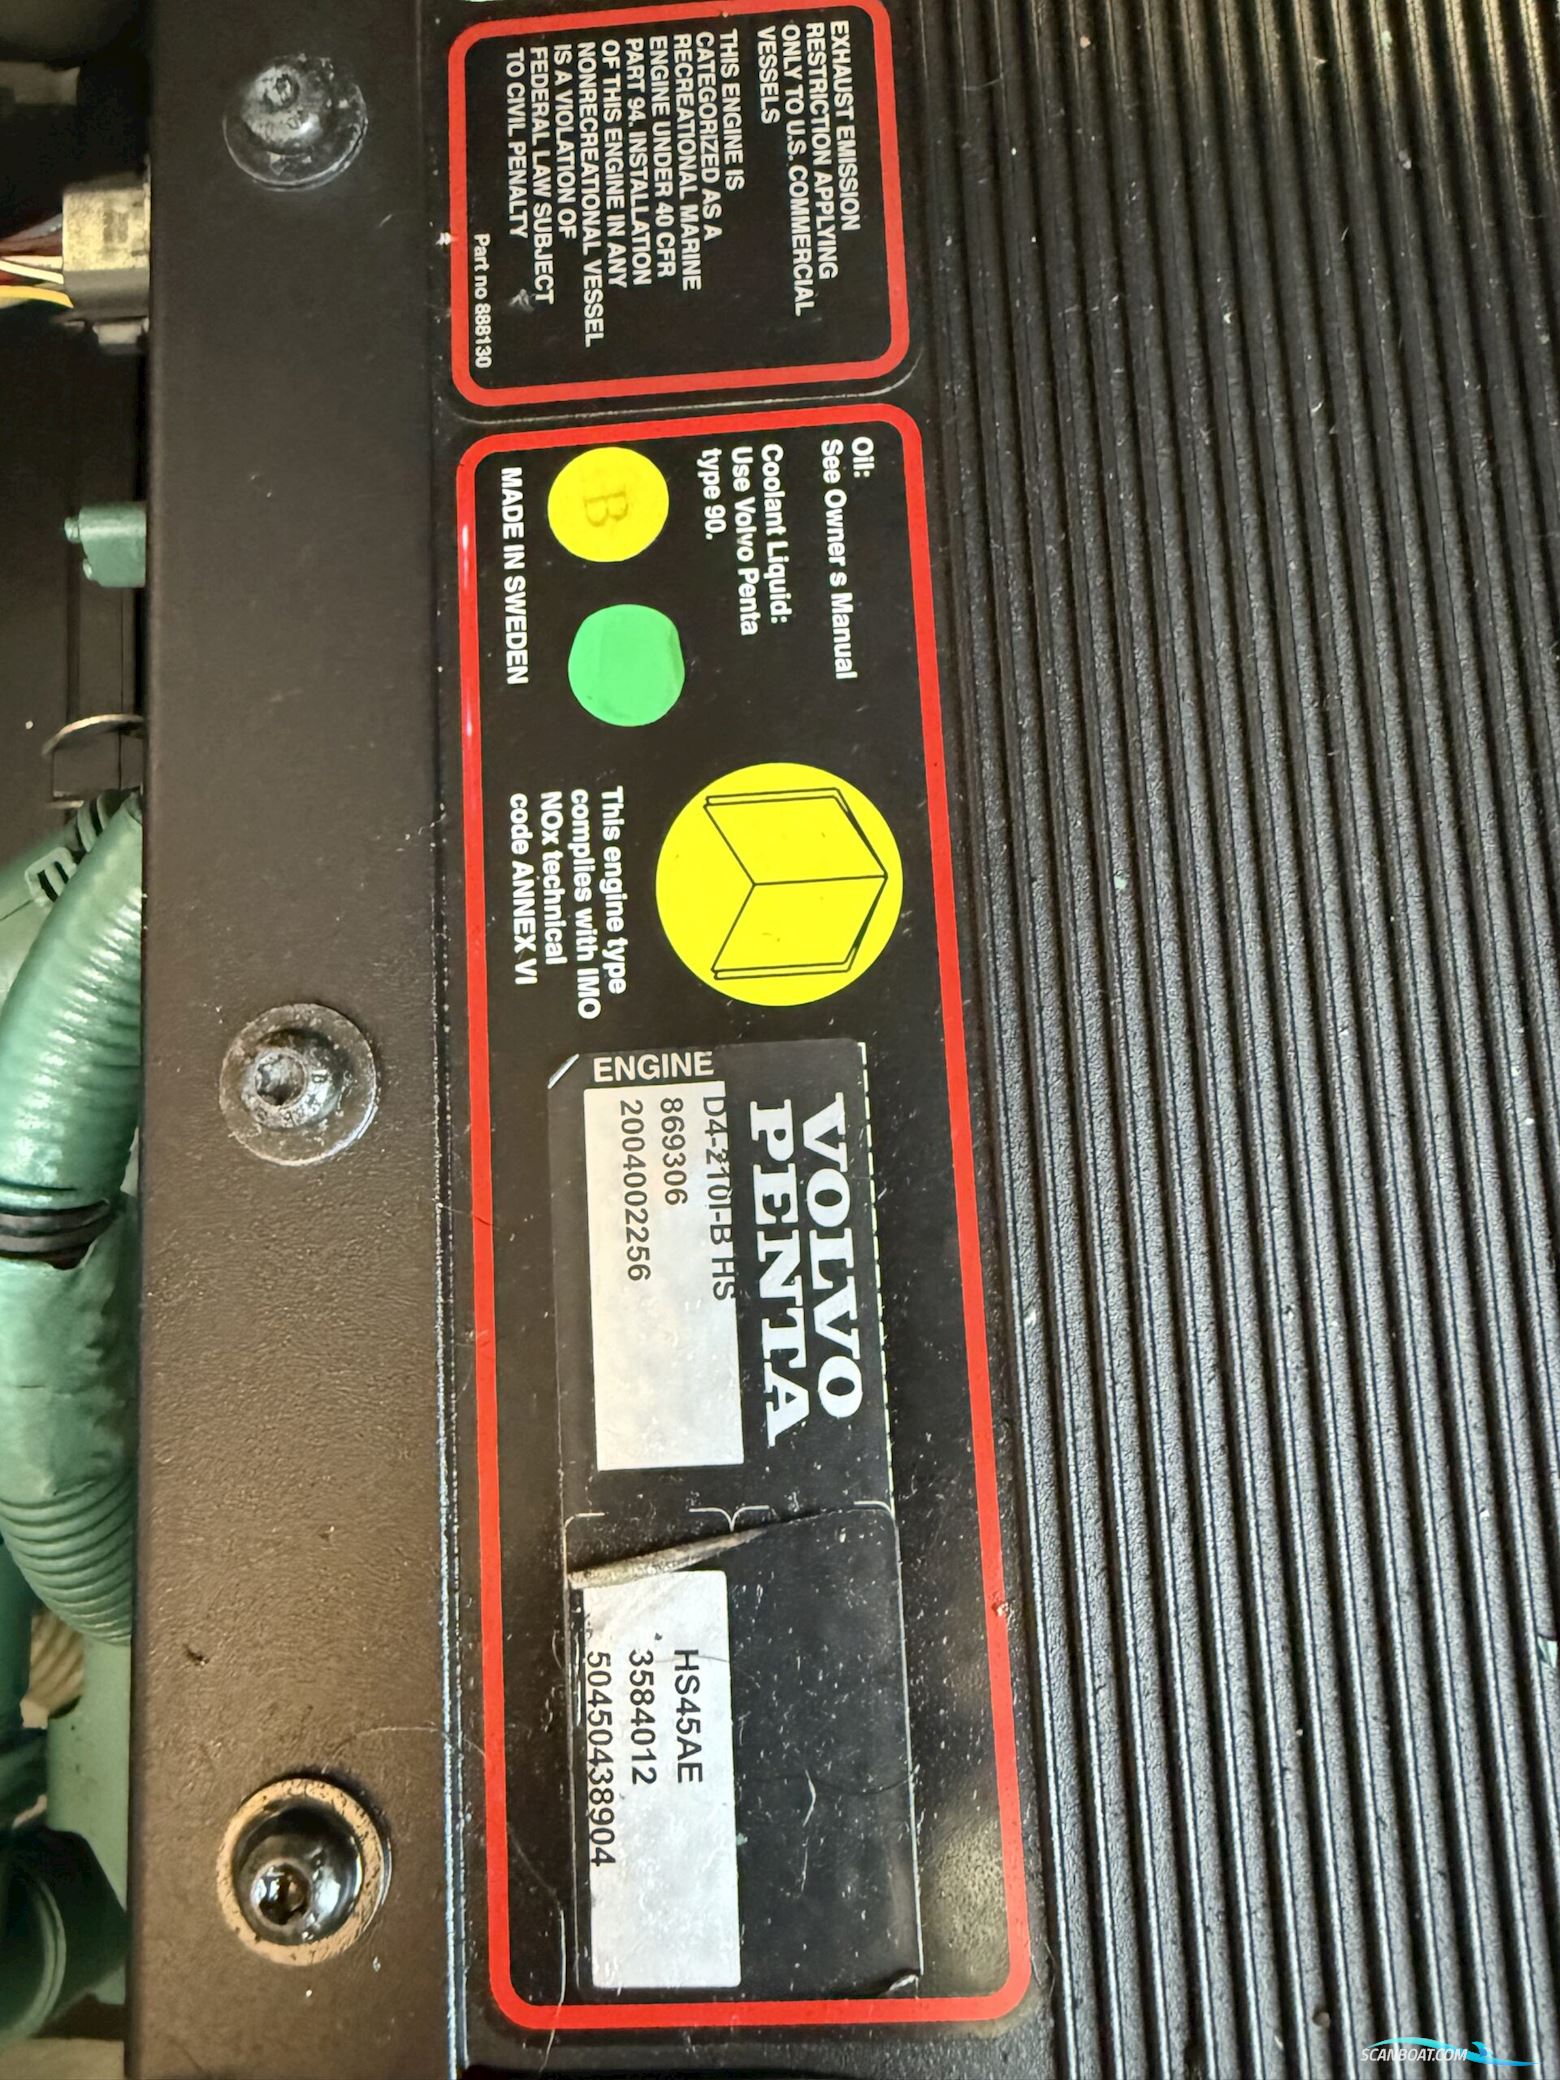 EXHAUST EMISSION
RESTRICTION APPLYING
ONLY TO U.S. COMMERCIAL
VESSELS
THIS ENGINE IS
CATEGORIZED AS A
RECREATIONAL MARINE
ENGINE UNDER 40 CFR
PART 94. INSTALLATION
OF THIS ENGINE IN ANY
NONRECREATIONAL VESSEL
IS A VIOLATION OF
FEDERAL LAW SUBJECT
TO CIVIL PENALTY
Part no 888130
Oil:
See Owner s Manual
Coolant Liquid:
Use Volvo Penta
type 90.
B
MADE IN SWEDEN
This engine type
complies with IMO
NOx technical
code ANNEX VI
VOLVO
PENTA
ENGINE
D4-210I-B HS
869306
2004002256
HS45AE
3584012
50450438904
SCANBOAT.COM